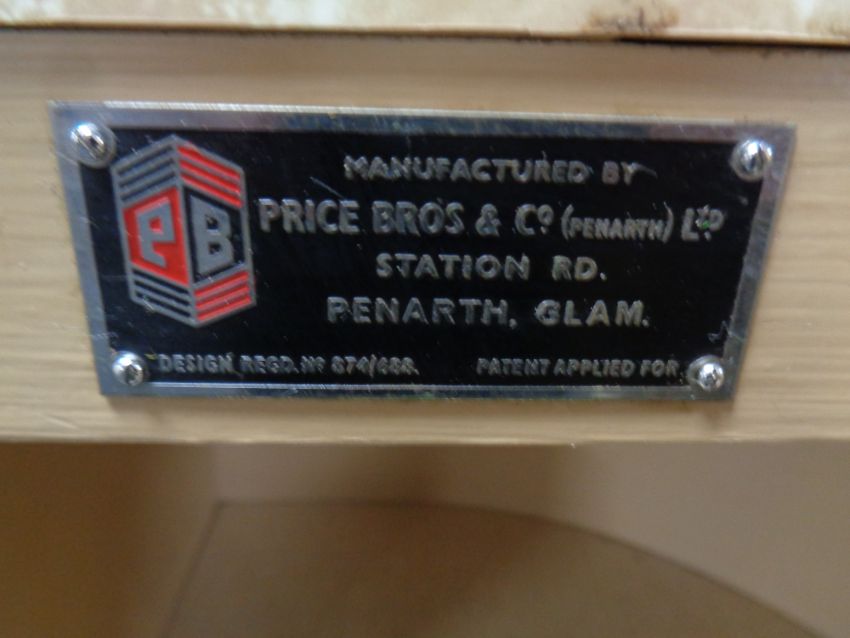 MANUFACTURED BY
PB
PRICE BROS & Cº (PENARTH) LTD
STATION RD.
PENARTH, GLAM.
DESIGN REGD. Nº 874/688. PATENT APPLIED FOR